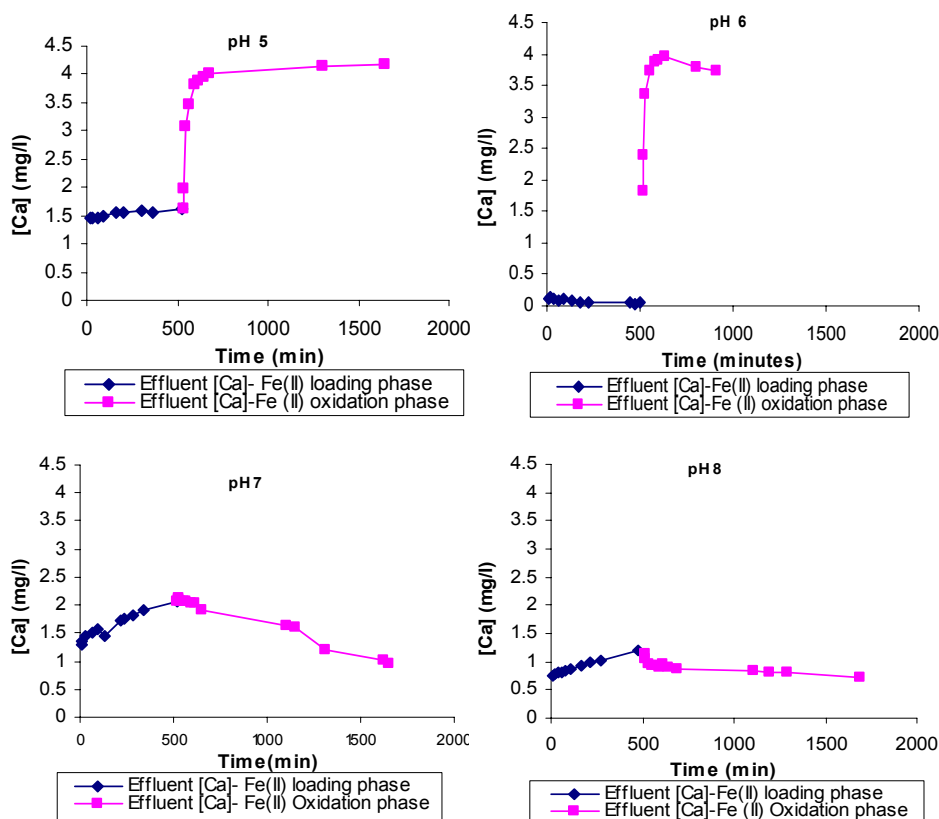 pH 5
4.5
4
3.5
3
2.5
2
1.5
1
0.5
0
[Ca] (mg/l)
0 500 1000 1500 2000
Time (min)
Effluent [Ca]- Fe(II) loading phase
Effluent [Ca]-Fe (II) oxidation phase
pH 6
4.5
4
3.5
3
2.5
2
1.5
1
0.5
0
[Ca] (mg/l)
0 500 1000 1500 2000
Time (minutes)
Effluent [Ca]-Fe(II) loading phase
Effluent [Ca]-Fe (II) oxidation phase
pH7
4.5
4
3.5
3
2.5
2
1.5
1
0.5
0
[Ca] (mg/l)
0 500 1000 1500 2000
Time(min)
Effluent [Ca]- Fe(II) loading phase
Effluent [Ca]- Fe(II) Oxidation phase
pH8
4.5
4
3.5
3
2.5
2
1.5
1
0.5
0
[Ca] (mg/l)
0 500 1000 1500 2000
Time (min)
Effluent [Ca]-Fe(II) loading phase
Effluent [Ca]-Fe (II) Oxidation phase